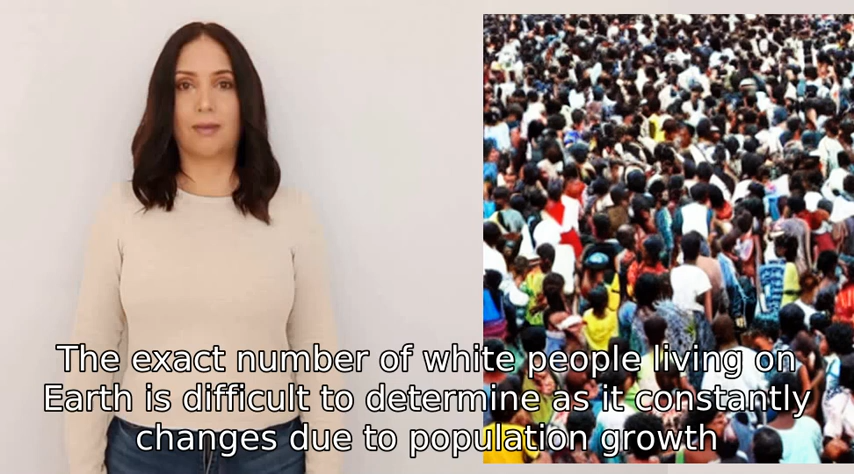 The exact number of white people living on
Earth is difficult to determine as it constantly
changes due to population growth